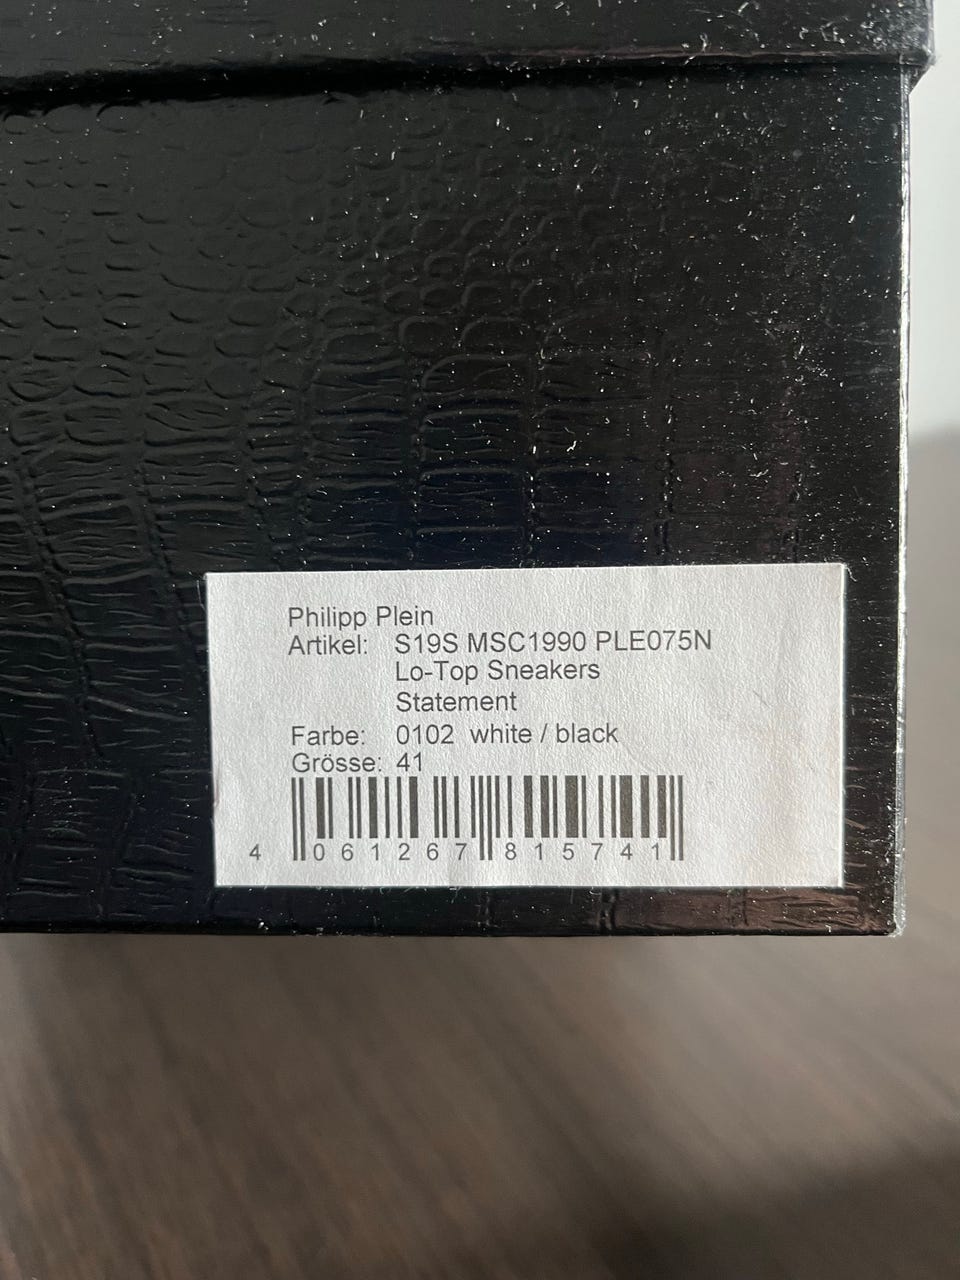 Philipp Plein
Artikel: S19S MSC1990 PLE075N
Lo-Top Sneakers
Statement
Farbe: 0102 white / black
Grösse: 41
4 061267 815741